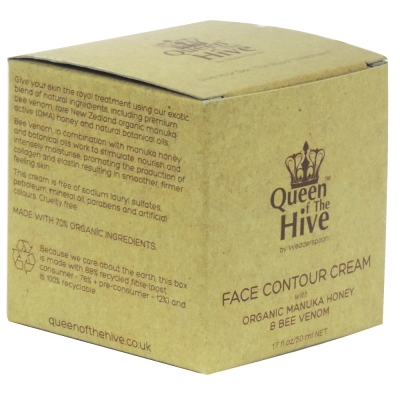 Queen
of The
Hive
Give your skin the royal treatment using our exotic
blend of natural ingredients, including premium
bee venom, rare New Zealand organic manuka
active (OMA) honey and natural botanical oils.
Bee venom, in combination with manuka honey
and botanical oils work to stimulate nourish and
intensely moisturise, promoting the production of
collagen and elastin resulting in smoother, firmer
feeling skin.
This cream is free of sodium lauryl sulfates,
petroleum, mineral oil, parabens and artificial
colours. Cruelty free.
MADE WITH 70% ORGANIC INGREDIENTS.
Because we care about the earth, this box
is made with 88% recycled fibre (post
consumer - 76% + pre-consumer - 12%) and
is 100% recyclable
queenofthehive.co.uk
Queen™
of The
Hive
by Wedderspoon
FACE CONTOUR CREAM
with
ORGANIC MANUKA HONEY
& BEE VENOM
1.7 fl.oz/50 ml NET